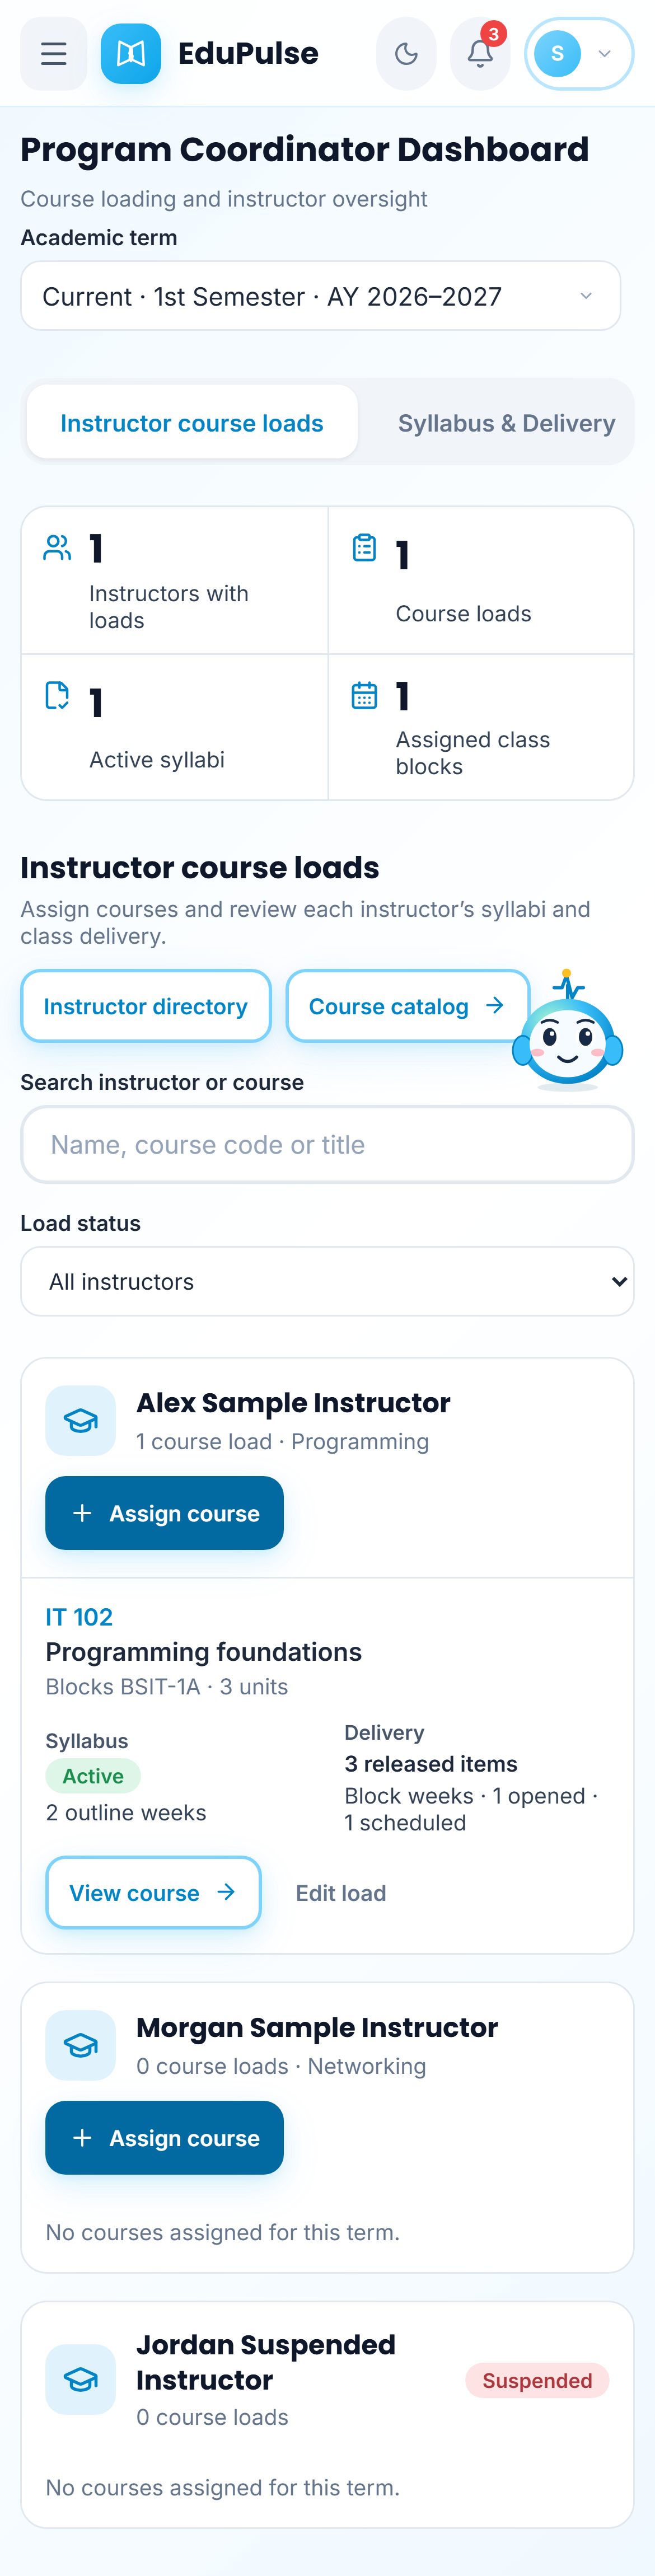 EduPulse
3
S
Program Coordinator Dashboard
Course loading and instructor oversight
Academic term
Current · 1st Semester · AY 2026–2027
Instructor course loads
Syllabus & Delivery
1
Instructors with
loads
1
Course loads
1
Active syllabi
1
Assigned class
blocks
Instructor course loads
Assign courses and review each instructor’s syllabi and
class delivery.
Instructor directory
Course catalog →
Search instructor or course
Name, course code or title
Load status
All instructors
Alex Sample Instructor
1 course load · Programming
+ Assign course
IT 102
Programming foundations
Blocks BSIT-1A · 3 units
Syllabus
Active
2 outline weeks
Delivery
3 released items
Block weeks · 1 opened ·
1 scheduled
View course →
Edit load
Morgan Sample Instructor
0 course loads · Networking
+ Assign course
No courses assigned for this term.
Jordan Suspended
Instructor
0 course loads
Suspended
No courses assigned for this term.